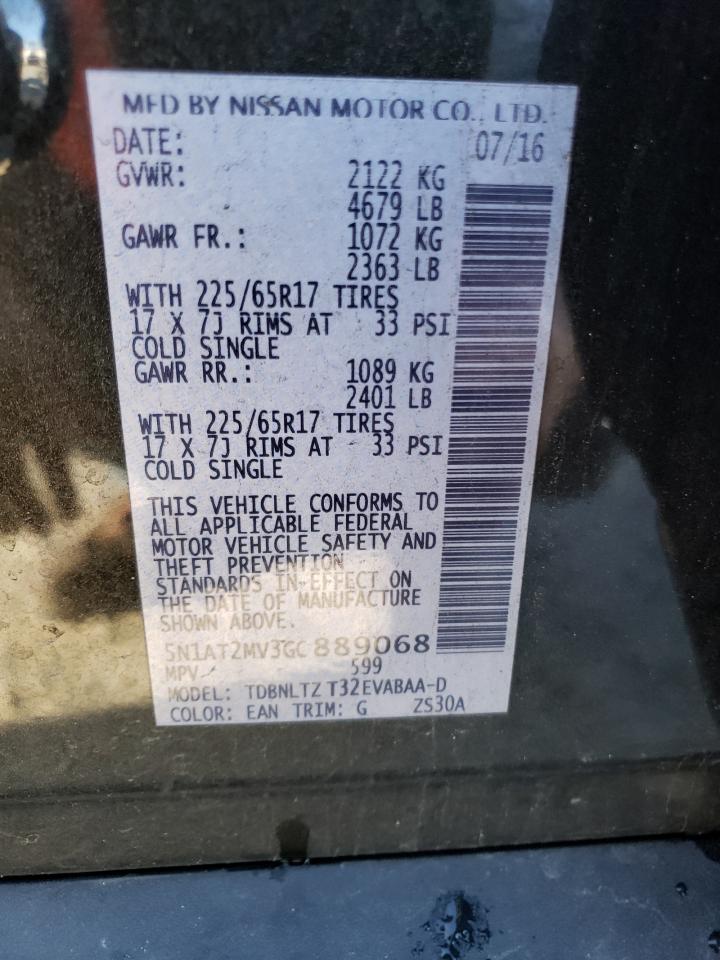 MFD BY NISSAN MOTOR CO., LTD.
DATE: 07/16
GVWR: 2122 KG
4679 LB
GAWR FR.: 1072 KG
2363 LB
WITH 225/65R17 TIRES
17 X 7J RIMS AT 33 PSI
COLD SINGLE
GAWR RR.: 1089 KG
2401 LB
WITH 225/65R17 TIRES
17 X 7J RIMS AT 33 PSI
COLD SINGLE
THIS VEHICLE CONFORMS TO
ALL APPLICABLE FEDERAL
MOTOR VEHICLE SAFETY AND
THEFT PREVENTION
STANDARDS IN EFFECT ON
THE DATE OF MANUFACTURE
SHOWN ABOVE.
5N1AT2MV3GC889068
MPV 599
MODEL: TDBNLTZ T32EVABAA-D
COLOR: EAN TRIM: G ZS30A